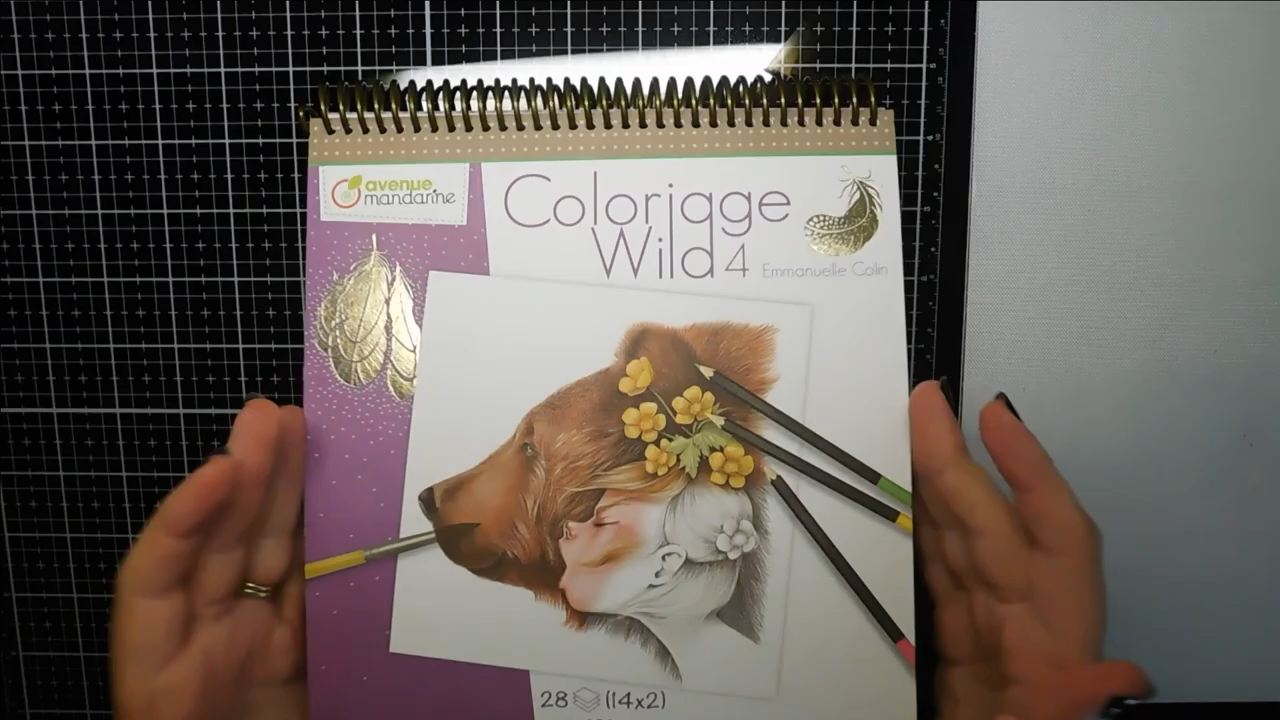 avenue
mandarine
Coloriage
Wild 4
Emmanuelle Colin
28 (14x2)